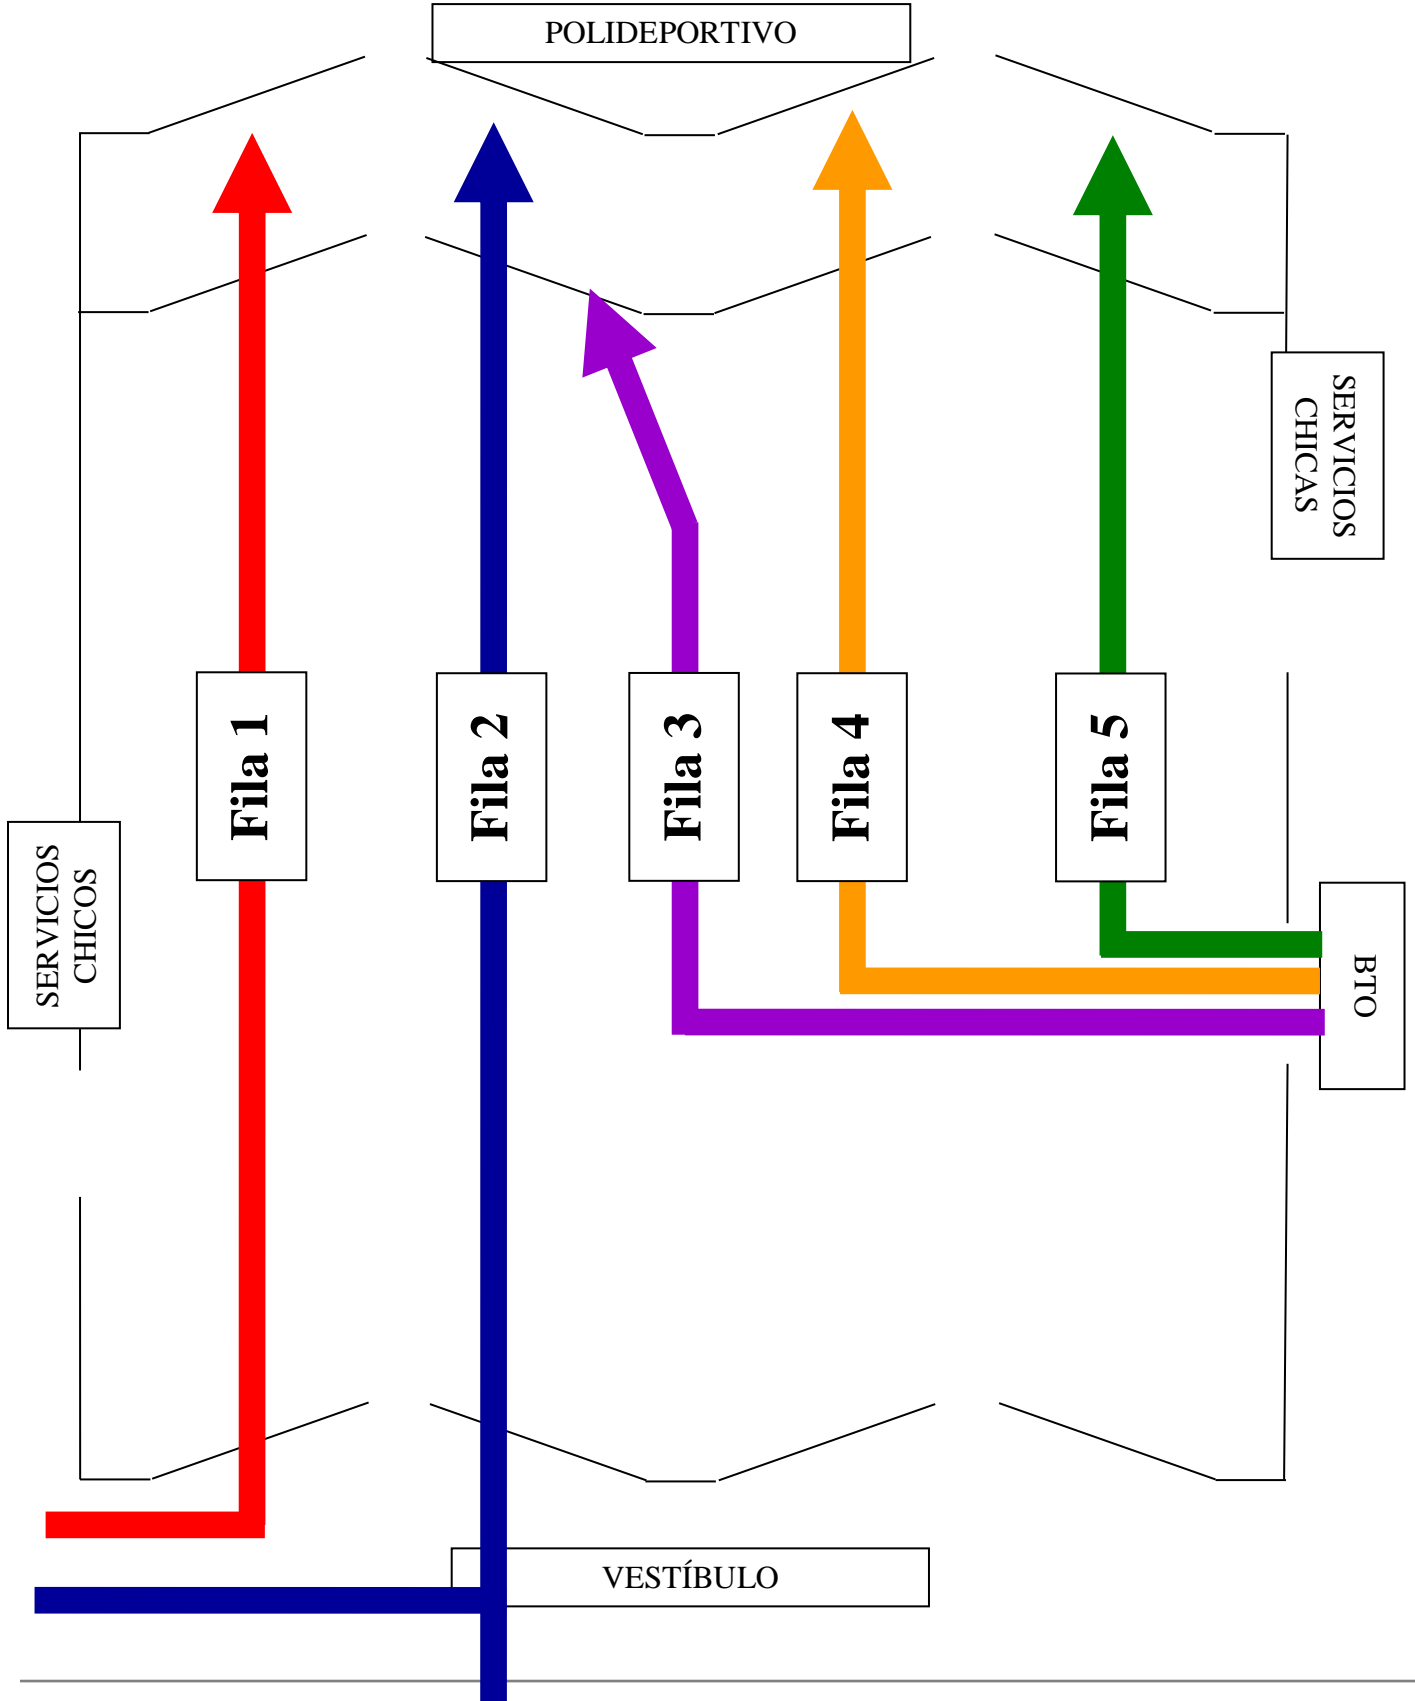 POLIDEPORTIVO
SERVICIOS
CHICAS
Fila 1
Fila 2
Fila 3
Fila 4
Fila 5
SERVICIOS
CHICOS
BTO
VESTÍBULO